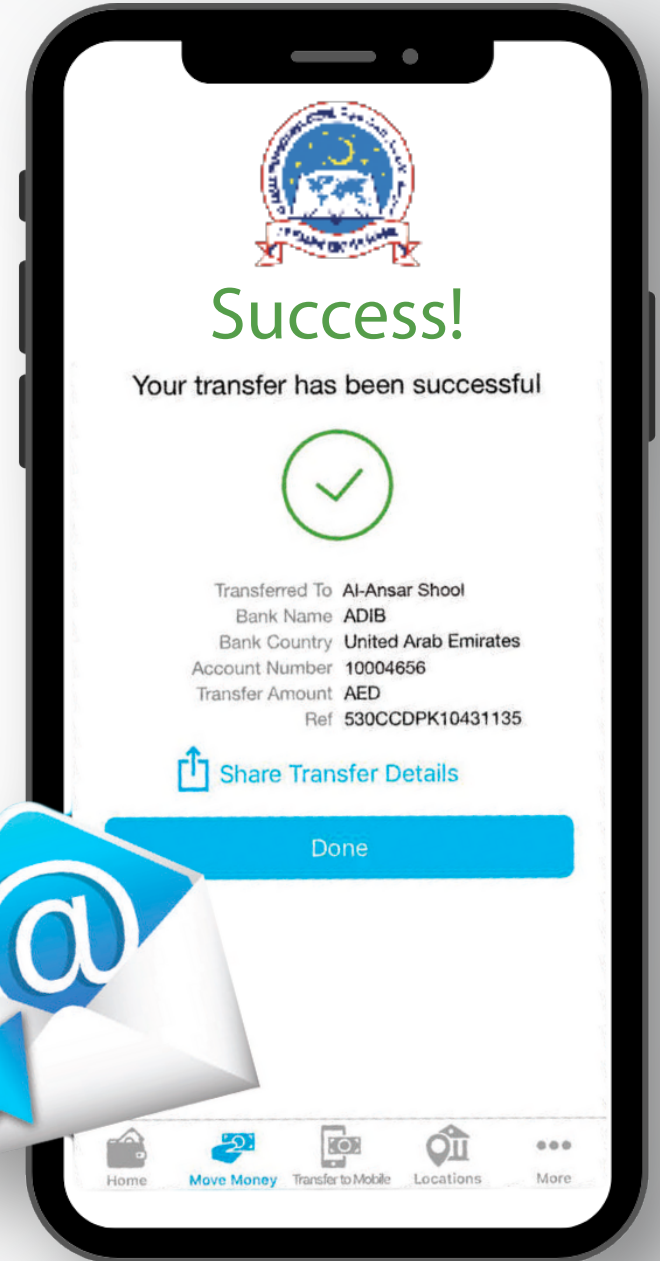 Success!
Your transfer has been successful
Transferred To Al-Ansar Shool
Bank Name ADIB
Bank Country United Arab Emirates
Account Number 10004656
Transfer Amount AED
Ref 530CCDPK10431135
Share Transfer Details
Done
@
Home Move Money Transfer to Mobile Locations More